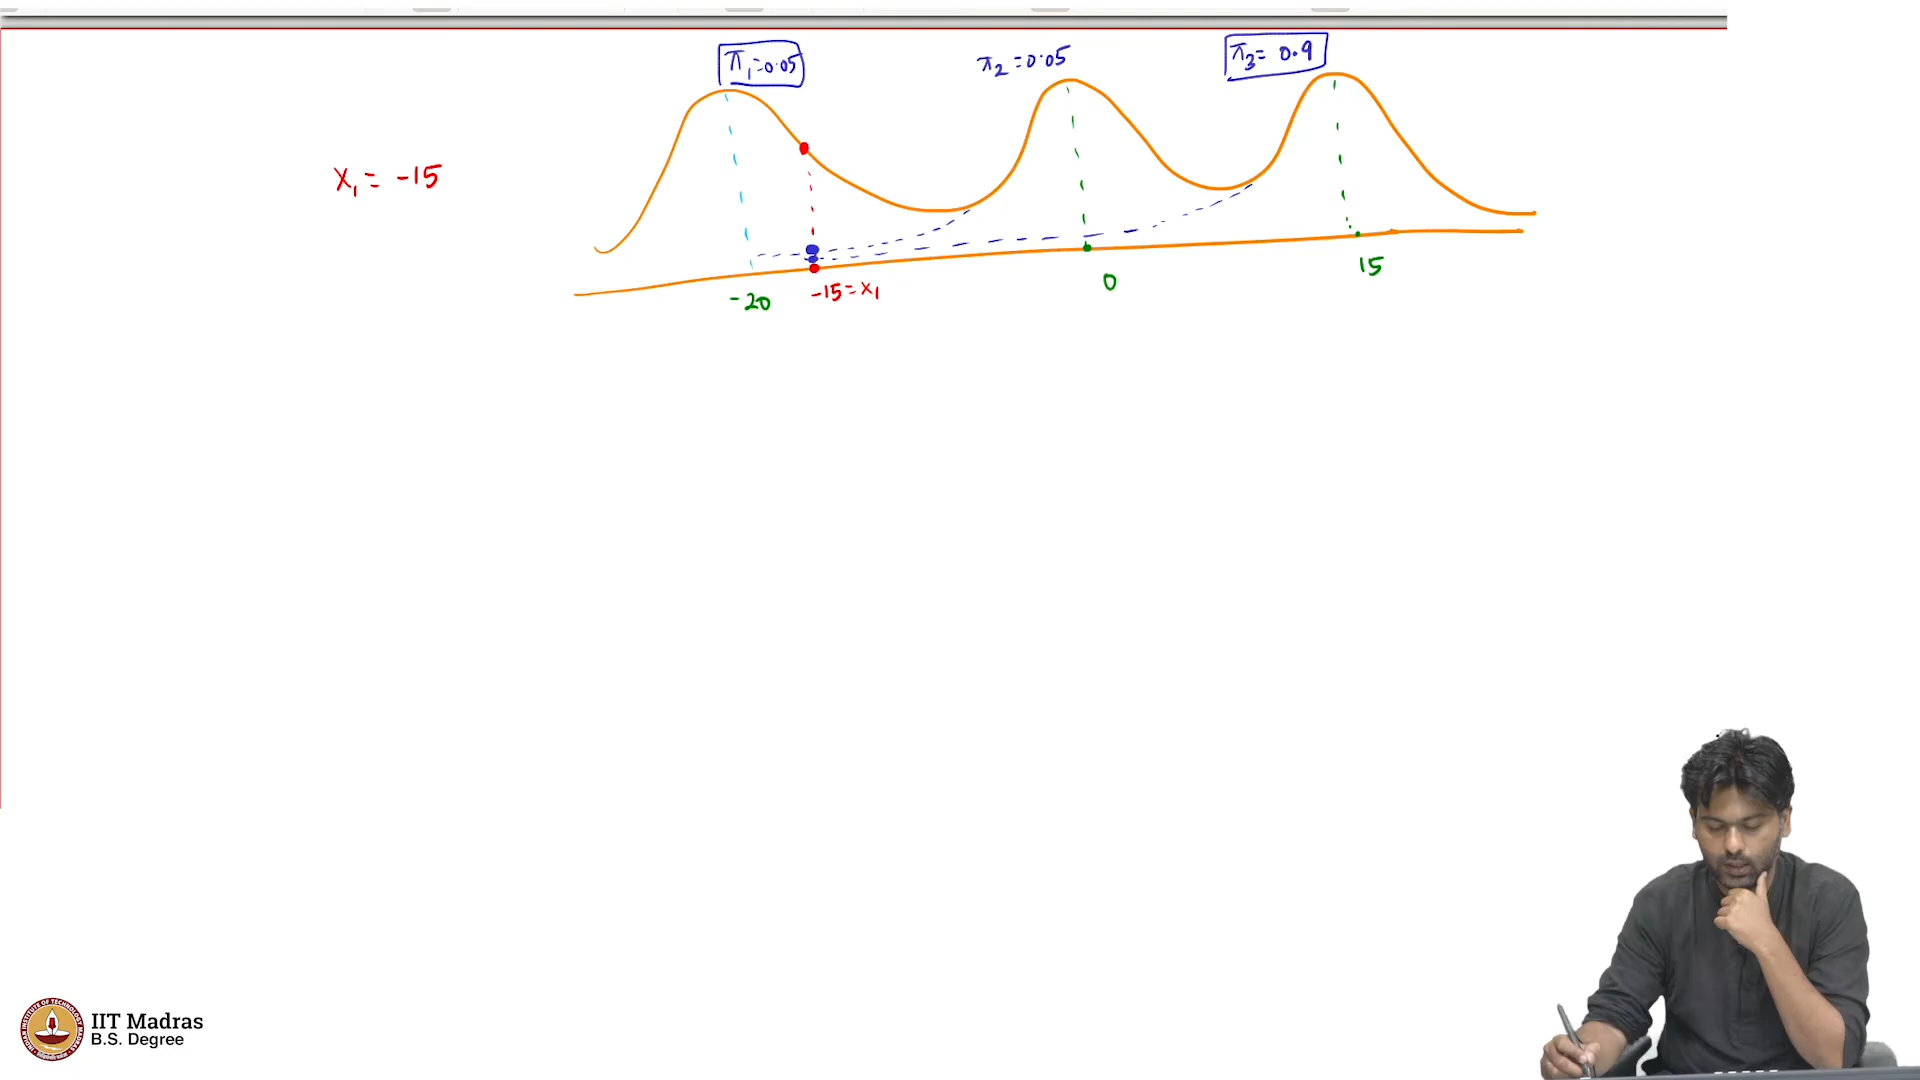 π₁=0.05
π₂=0.05
π₃= 0.9
x₁ = -15
-20
-15=x₁
0
15
IIT Madras
B.S. Degree